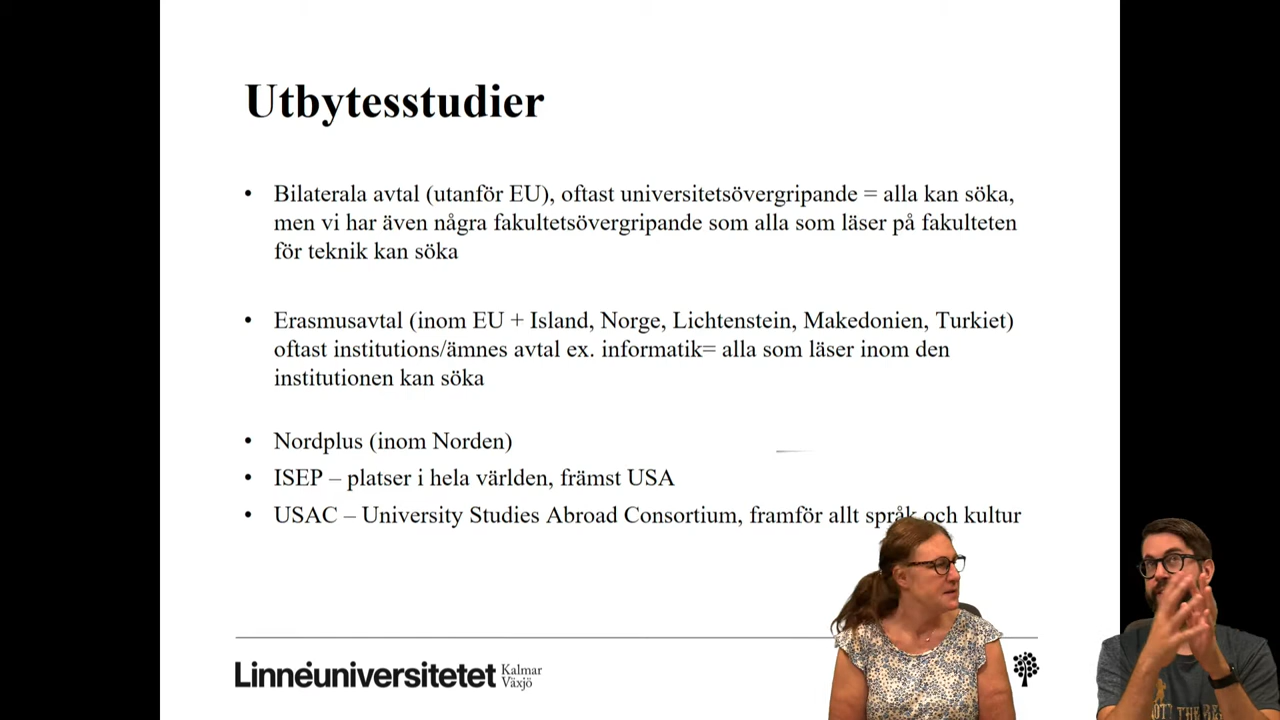 Utbytesstudier
• Bilaterala avtal (utanför EU), oftast universitetsövergripande = alla kan söka,
men vi har även några fakultetsövergripande som alla som läser på fakulteten
för teknik kan söka
• Erasmusavtal (inom EU + Island, Norge, Lichtenstein, Makedonien, Turkiet)
oftast institutions/ämnes avtal ex. informatik= alla som läser inom den
institutionen kan söka
• Nordplus (inom Norden)
• ISEP – platser i hela världen, främst USA
• USAC – University Studies Abroad Consortium, framför allt språk och kultur
Linnéuniversitetet
Kalmar
Växjö
THE